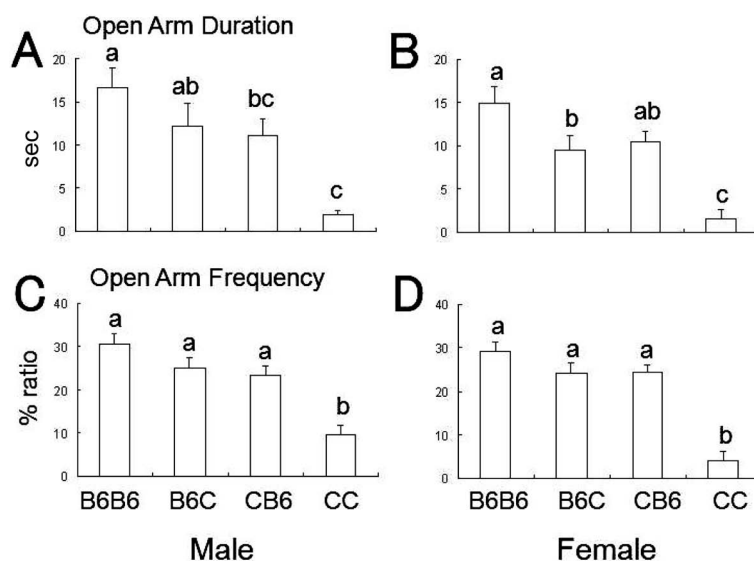 Open Arm Duration
A
B
20
15
10
5
0
sec
a
ab
bc
c
20
15
10
5
0
a
b
ab
c
Open Arm Frequency
C
D
40
30
20
10
0
% ratio
a
a
a
b
40
30
20
10
0
a
a
a
b
B6B6 B6C CB6 CC
B6B6 B6C CB6 CC
Male
Female